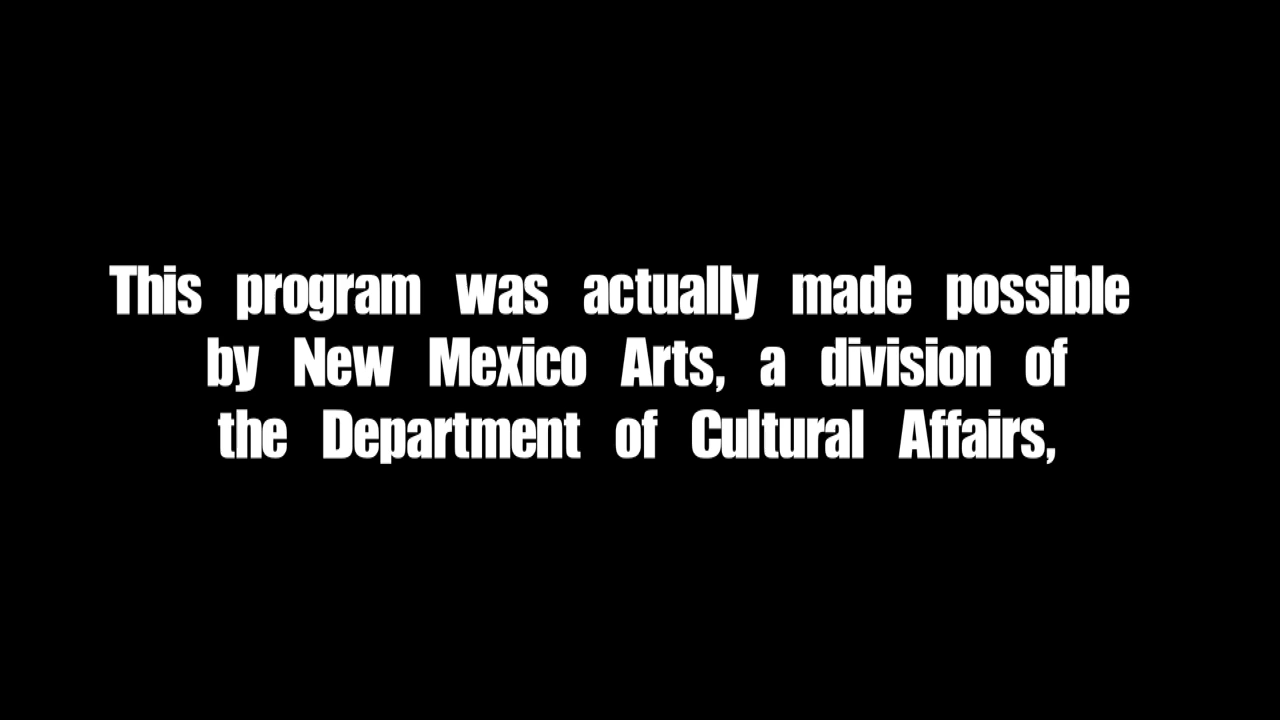 This program was actually made possible
by New Mexico Arts, a division of
the Department of Cultural Affairs,